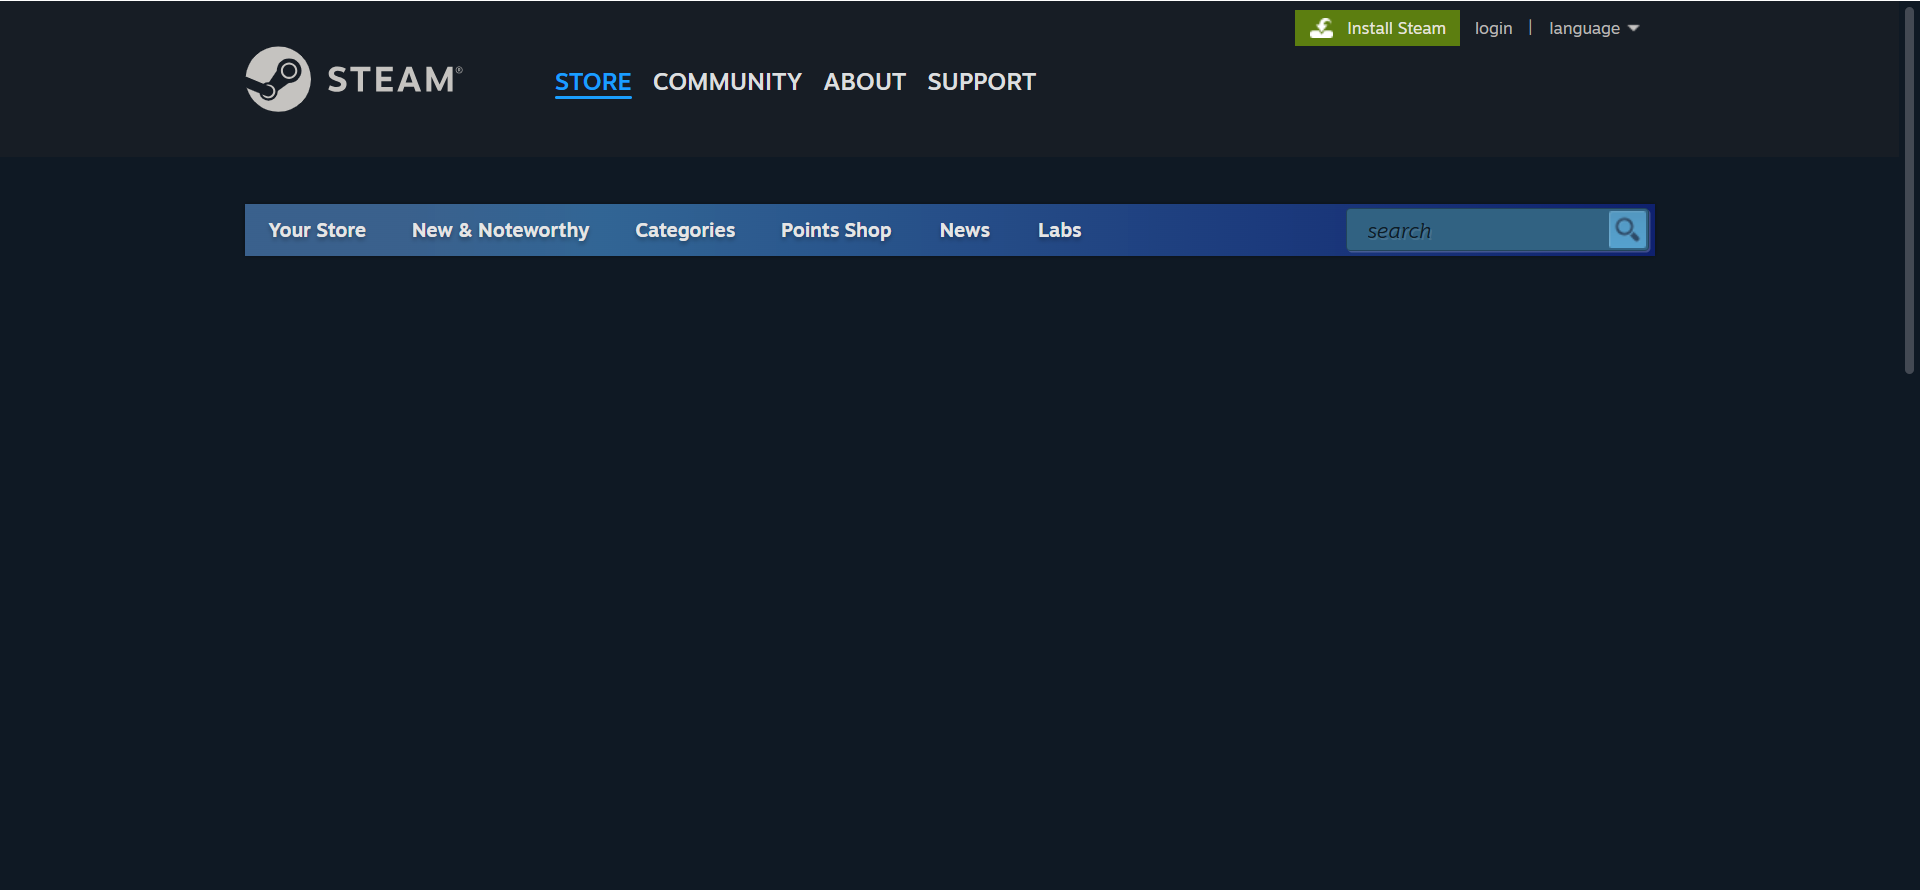 Install Steam login | language
STEAM® STORE COMMUNITY ABOUT SUPPORT
Your Store New & Noteworthy Categories Points Shop News Labs search